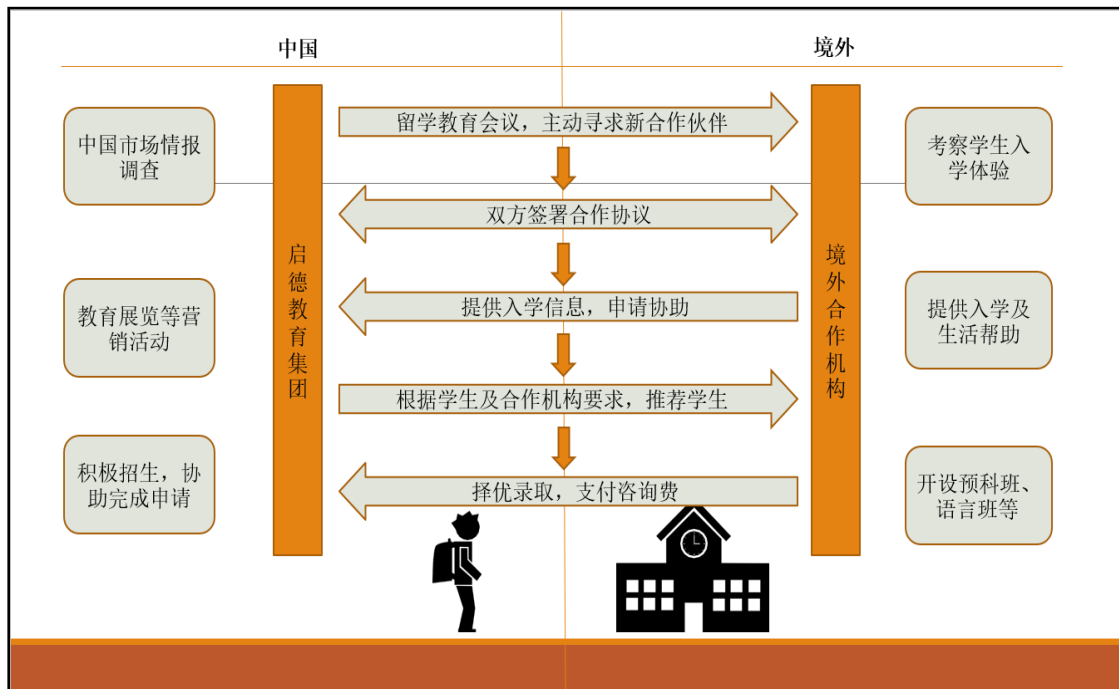 中国
境外
中国市场情报
调查
教育展览等营
销活动
积极招生，协
助完成申请
启德教育集团
留学教育会议，主动寻求新合作伙伴
双方签署合作协议
提供入学信息，申请协助
根据学生及合作机构要求，推荐学生
择优录取，支付咨询费
境外合作机构
考察学生入
学体验
提供入学及
生活帮助
开设预科班、
语言班等